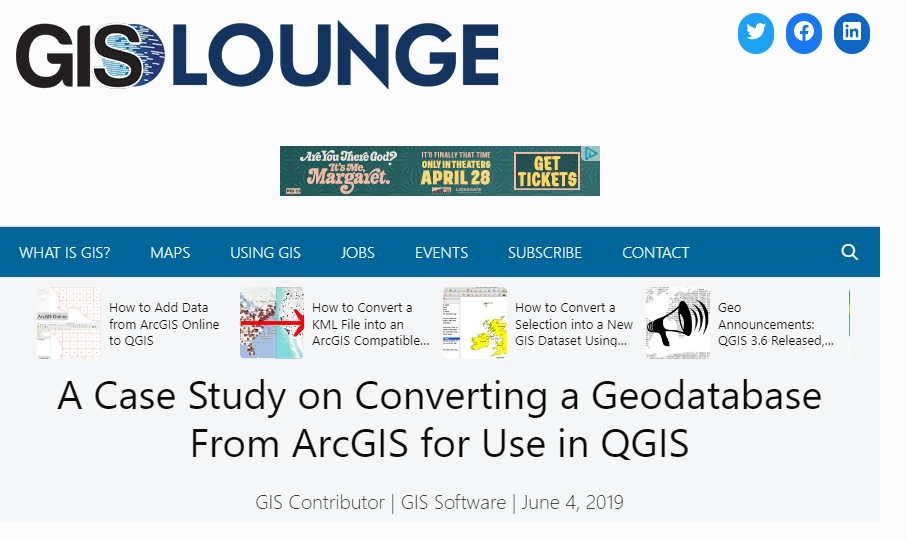 GIS LOUNGE
Are You There God?
It's Me,
Margaret.
IT'S FINALLY THAT TIME
ONLY IN THEATERS
APRIL 28
LIONSGATE
GET
TICKETS
WHAT IS GIS?
MAPS
USING GIS
JOBS
EVENTS
SUBSCRIBE
CONTACT
How to Add Data
from ArcGIS Online
to QGIS
How to Convert a
KML File into an
ArcGIS Compatible...
How to Convert a
Selection into a New
GIS Dataset Using...
Geo
Announcements:
QGIS 3.6 Released,...
A Case Study on Converting a Geodatabase
From ArcGIS for Use in QGIS
GIS Contributor | GIS Software | June 4, 2019